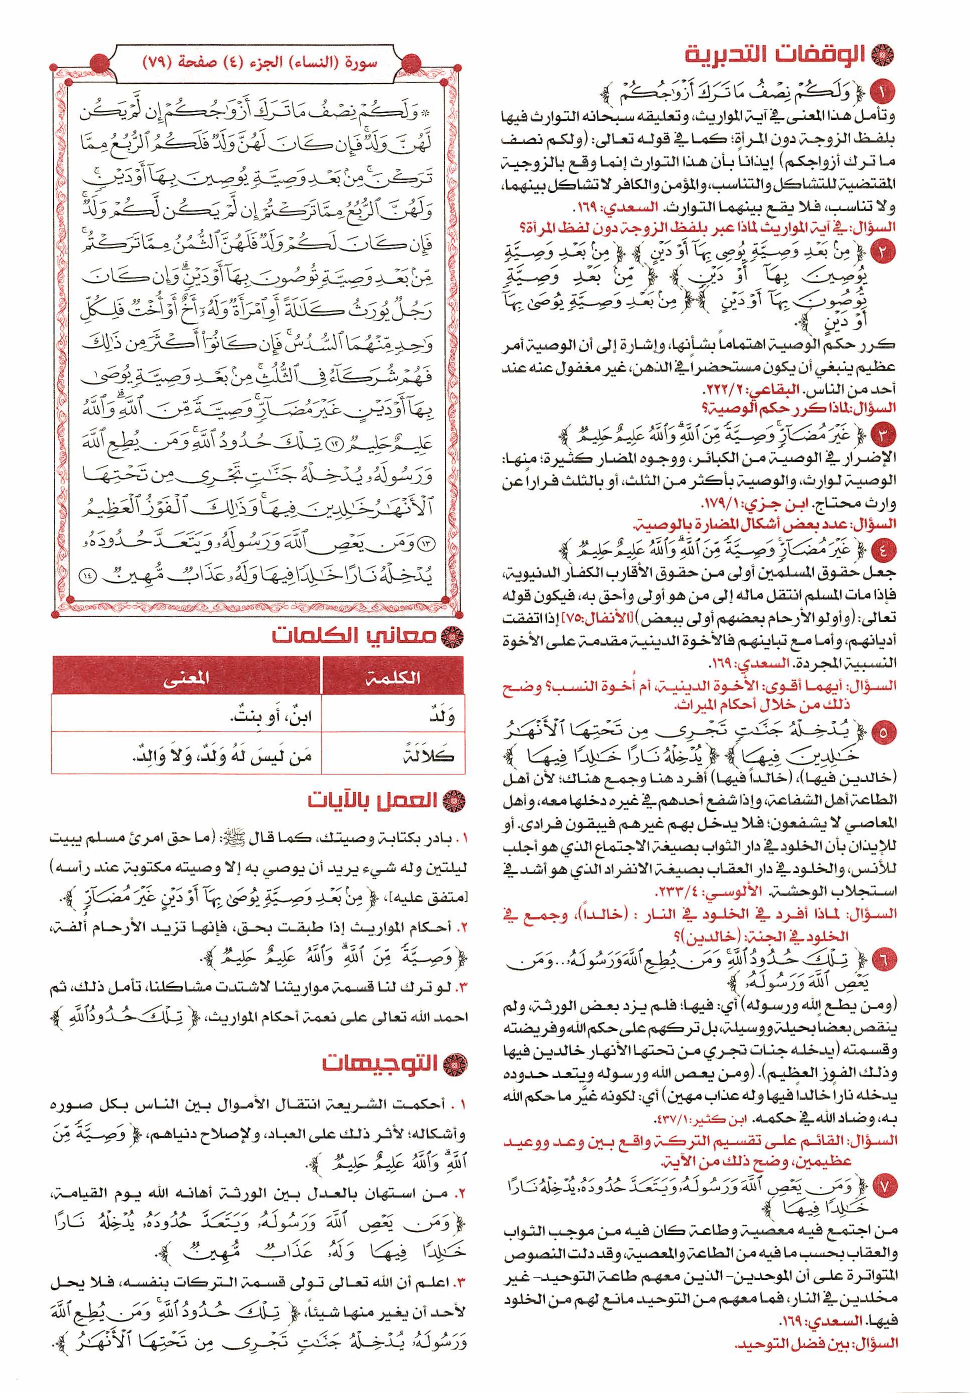 الوقفات التدبرية
١ ﴿ وَلَكُمْ نِصْفُ مَا تَرَكَ أَزْوَٰجُكُمْ ﴾
وتأمل هذا المعنى في آية المواريث، وتعليقه سبحانه التوارث فيها
بلفظ الزوجة دون المرأة؛ كما في قوله تعالى: (ولكم نصف
ما ترك أزواجكم) إيذاناً بأن هذا التوارث إنما وقع بالزوجية
المقتضية للتشاكل والتناسب، والمؤمن والكافر لا تشاكل بينهما،
ولا تناسب، فلا يقع بينهما التوارث. السعدي: ١٦٩.
السؤال: في آية المواريث لماذا عبر بلفظ الزوجة دون لفظ المرأة؟
٢ ﴿ مِنۢ بَعْدِ وَصِيَّةٍ يُوصِى بِهَآ أَوْ دَيْنٍ ﴾ ﴿ مِنۢ بَعْدِ وَصِيَّةٍ
يُوصِينَ بِهَآ أَوْ دَيْنٍ ﴾ ﴿ مِّنۢ بَعْدِ وَصِيَّةٍ
تُوصُونَ بِهَآ أَوْ دَيْنٍ ﴾ ﴿ مِنۢ بَعْدِ وَصِيَّةٍ يُوصَىٰ بِهَآ
أَوْ دَيْنٍ ﴾.
كرر حكم الوصية اهتماماً بشأنها، وإشارة إلى أن الوصية أمر
عظيم ينبغي أن يكون مستحضراً في الذهن، غير مغفول عنه عند
أحد من الناس. البقاعي: ٢٢٢/٢.
السؤال: لماذا كرر حكم الوصية؟
٣ ﴿ غَيْرَ مُضَآرٍّ ۚ وَصِيَّةً مِّنَ ٱللَّهِ ۗ وَٱللَّهُ عَلِيمٌ حَلِيمٌ ﴾
الإضرار في الوصية من الكبائر، ووجوه المضار كثيرة؛ منها:
الوصية لوارث، والوصية بأكثر من الثلث، أو بالثلث فراراً عن
وارث محتاج. ابن جزي: ١٧٩/١.
السؤال: عدد بعض أشكال المضارة بالوصية.
٤ ﴿ غَيْرَ مُضَآرٍّ ۚ وَصِيَّةً مِّنَ ٱللَّهِ ۗ وَٱللَّهُ عَلِيمٌ حَلِيمٌ ﴾
جعل حقوق المسلمين أولى من حقوق الأقارب الكفار الدنيوية،
فإذا مات المسلم انتقل ماله إلى من هو أولى وأحق به، فيكون قوله
تعالى: (وأولو الأرحام بعضهم أولى ببعض) [الأنفال: ٧٥] إذا اتفقت
أديانهم، وأما مع تباينهم فالأخوة الدينية مقدمة على الأخوة
النسبية المجردة. السعدي: ١٦٩.
السؤال: أيهما أقوى: الأخوة الدينية، أم أُخوة النسب؟ وضح
ذلك من خلال أحكام الميراث.
٥ ﴿ يُدْخِلْهُ جَنَّٰتٍ تَجْرِى مِن تَحْتِهَا ٱلْأَنْهَٰرُ
خَٰلِدِينَ فِيهَا ﴾ ﴿ يُدْخِلْهُ نَارًا خَٰلِدًا فِيهَا ﴾
(خالدين فيها)، (خالداً فيها) أفرد هنا وجمع هناك؛ لأن أهل
الطاعة أهل الشفاعة، وإذا شفع أحدهم في غيره دخلها معه، وأهل
المعاصي لا يشفعون؛ فلا يدخل بهم غيرهم فيبقون فرادى. أو
للإيذان بأن الخلود في دار الثواب بصيغة الاجتماع الذي هو أجلب
للأنس، والخلود في دار العقاب بصيغة الانفراد الذي هو أشد في
استجلاب الوحشة. الألوسي: ٢٣٣/٤.
السؤال: لماذا أفرد في الخلود في النار : (خالداً)، وجمع في
الخلود في الجنة: (خالدين)؟
٦ ﴿ تِلْكَ حُدُودُ ٱللَّهِ ۚ وَمَن يُطِعِ ٱللَّهَ وَرَسُولَهُۥ...وَمَن
يَعْصِ ٱللَّهَ وَرَسُولَهُۥ ﴾
(ومن يطع الله ورسوله) أي: فيها؛ فلم يزد بعض الورثة، ولم
ينقص بعضاً بحيلة ووسيلة، بل تركهم على حكم الله وفريضته
وقسمته (يدخله جنات تجري من تحتها الأنهار خالدين فيها
وذلك الفوز العظيم). (ومن يعص الله ورسوله ويتعد حدوده
يدخله ناراً خالداً فيها وله عذاب مهين) أي: لكونه غيَّر ما حكم الله
به، وضاد الله في حكمه. ابن كثير: ٤٣٧/١.
السؤال: القائم على تقسيم التركة واقع بين وعد ووعيد
عظيمين، وضح ذلك من الآية.
٧ ﴿ وَمَن يَعْصِ ٱللَّهَ وَرَسُولَهُۥ وَيَتَعَدَّ حُدُودَهُۥ يُدْخِلْهُ نَارًا
خَٰلِدًا فِيهَا ﴾
من اجتمع فيه معصية وطاعة كان فيه من موجب الثواب
والعقاب بحسب ما فيه من الطاعة والمعصية، وقد دلت النصوص
المتواترة على أن الموحدين- الذين معهم طاعة التوحيد- غير
مخلدين في النار، فما معهم من التوحيد مانع لهم من الخلود
فيها. السعدي: ١٦٩.
السؤال: بين فضل التوحيد.
سورة (النساء) الجزء (٤) صفحة (٧٩)
۞ وَلَكُمْ نِصْفُ مَا تَرَكَ أَزْوَٰجُكُمْ إِن لَّمْ يَكُن
لَّهُنَّ وَلَدٌ ۚ فَإِن كَانَ لَهُنَّ وَلَدٌ فَلَكُمُ ٱلرُّبُعُ مِمَّا
تَرَكْنَ ۚ مِنۢ بَعْدِ وَصِيَّةٍ يُوصِينَ بِهَآ أَوْ دَيْنٍ ۚ
وَلَهُنَّ ٱلرُّبُعُ مِمَّا تَرَكْتُمْ إِن لَّمْ يَكُن لَّكُمْ وَلَدٌ ۚ
فَإِن كَانَ لَكُمْ وَلَدٌ فَلَهُنَّ ٱلثُّمُنُ مِمَّا تَرَكْتُم ۚ
مِّنۢ بَعْدِ وَصِيَّةٍ تُوصُونَ بِهَآ أَوْ دَيْنٍ ۗ وَإِن كَانَ
رَجُلٌ يُورَثُ كَلَٰلَةً أَوِ ٱمْرَأَةٌ وَلَهُۥٓ أَخٌ أَوْ أُخْتٌ فَلِكُلِّ
وَٰحِدٍ مِّنْهُمَا ٱلسُّدُسُ ۚ فَإِن كَانُوٓا۟ أَكْثَرَ مِن ذَٰلِكَ
فَهُمْ شُرَكَآءُ فِى ٱلثُّلُثِ ۚ مِنۢ بَعْدِ وَصِيَّةٍ يُوصَىٰ
بِهَآ أَوْ دَيْنٍ غَيْرَ مُضَآرٍّ ۚ وَصِيَّةً مِّنَ ٱللَّهِ ۗ وَٱللَّهُ
عَلِيمٌ حَلِيمٌ ١٢ تِلْكَ حُدُودُ ٱللَّهِ ۚ وَمَن يُطِعِ ٱللَّهَ
وَرَسُولَهُۥ يُدْخِلْهُ جَنَّٰتٍ تَجْرِى مِن تَحْتِهَا
ٱلْأَنْهَٰرُ خَٰلِدِينَ فِيهَا ۚ وَذَٰلِكَ ٱلْفَوْزُ ٱلْعَظِيمُ
١٣ وَمَن يَعْصِ ٱللَّهَ وَرَسُولَهُۥ وَيَتَعَدَّ حُدُودَهُۥ
يُدْخِلْهُ نَارًا خَٰلِدًا فِيهَا وَلَهُۥ عَذَابٌ مُّهِينٌ ١٤
معاني الكلمات
الكلمة المعنى
وَلَدٌ ابنٌ، أَو بِنتٌ.
كَلاَلَةً مَن لَيسَ لَهُ وَلَدٌ، وَلاَ وَالِدٌ.
العمل بالآيات
١. بادر بكتابة وصيتك، كما قال ﷺ: (ما حق امرئ مسلم يبيت
ليلتين وله شيء يريد أن يوصي به إلا وصيته مكتوبة عند رأسه)
[متفق عليه]، ﴿ مِنۢ بَعْدِ وَصِيَّةٍ يُوصَىٰ بِهَآ أَوْ دَيْنٍ غَيْرَ مُضَآرٍّ ﴾.
٢. أحكام المواريث إذا طبقت بحق، فإنها تزيد الأرحام ألفة،
﴿ وَصِيَّةً مِّنَ ٱللَّهِ ۗ وَٱللَّهُ عَلِيمٌ حَلِيمٌ ﴾.
٣. لو ترك لنا قسمة مواريثنا لاشتدت مشاكلنا، تأمل ذلك، ثم
احمد الله تعالى على نعمة أحكام المواريث، ﴿ تِلْكَ حُدُودُ ٱللَّهِ ﴾
التوجيهات
١. أحكمت الشريعة انتقال الأموال بين الناس بكل صوره
وأشكاله؛ لأثر ذلك على العباد، ولإصلاح دنياهم، ﴿ وَصِيَّةً مِّنَ
ٱللَّهِ ۗ وَٱللَّهُ عَلِيمٌ حَلِيمٌ ﴾.
٢. من استهان بالعدل بين الورثة أهانه الله يوم القيامة،
﴿ وَمَن يَعْصِ ٱللَّهَ وَرَسُولَهُۥ وَيَتَعَدَّ حُدُودَهُۥ يُدْخِلْهُ نَارًا
خَٰلِدًا فِيهَا وَلَهُۥ عَذَابٌ مُّهِينٌ ﴾.
٣. اعلم أن الله تعالى تولى قسمة التركات بنفسه، فلا يحل
لأحد أن يغير منها شيئاً، ﴿ تِلْكَ حُدُودُ ٱللَّهِ ۚ وَمَن يُطِعِ ٱللَّهَ
وَرَسُولَهُۥ يُدْخِلْهُ جَنَّٰتٍ تَجْرِى مِن تَحْتِهَا ٱلْأَنْهَٰرُ ﴾.